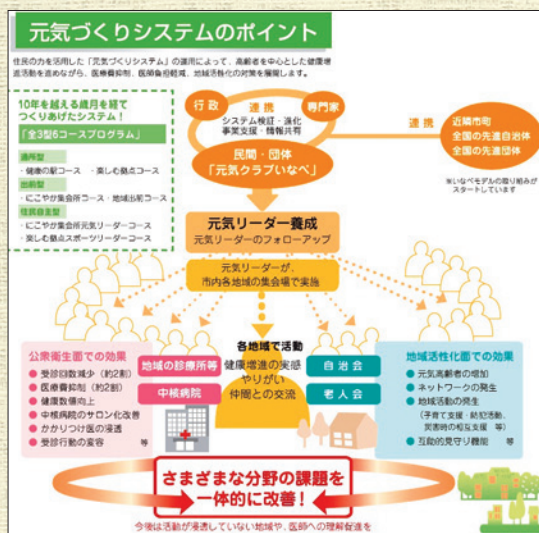 元気づくりシステムのポイント
住民の力を活用した「元気づくりシステム」の運用によって、高齢者を中心とした健康増
進活動を進めながら、医療費抑制、医師負担軽減、地域活性化の対策を展開します。
10年を越える歳月を経て
つくりあげたシステム！
「全3型6コースプログラム」
通所型
・健康の駅コース ・楽しむ拠点コース
出前型
・にこやか集会所コース・地域出前コース
住民自主型
・にこやか集会所元気リーダーコース
・楽しむ拠点スポーツリーダーコース
行政
連携
専門家
システム検証・進化
事業支援・情報共有
民間・団体
「元気クラブいなべ」
連携
近隣市町
全国の先進自治体
全国の先進団体
※いなべモデルの取り組みが
スタートしています
元気リーダー養成
元気リーダーのフォローアップ
元気リーダーが、
市内各地域の集会場で実施
公衆衛生面での効果
● 受診回数減少（約2割）
● 医療費抑制（約2割）
● 健康数値向上
● 中核病院のサロン化改善
● かかりつけ医の浸透
● 受診行動の変容 等
地域の診療所等
中核病院
各地域で活動
健康増進の実感
やりがい
仲間との交流
自治会
老人会
地域活性化面での効果
● 元気高齢者の増加
● ネットワークの発生
● 地域活動の発生
（子育て支援・防犯活動、
災害時の相互支援 等）
● 互助的見守り機能 等
さまざまな分野の課題を
一体的に改善！
今後は活動が浸透していない地域や、医師への理解促進を